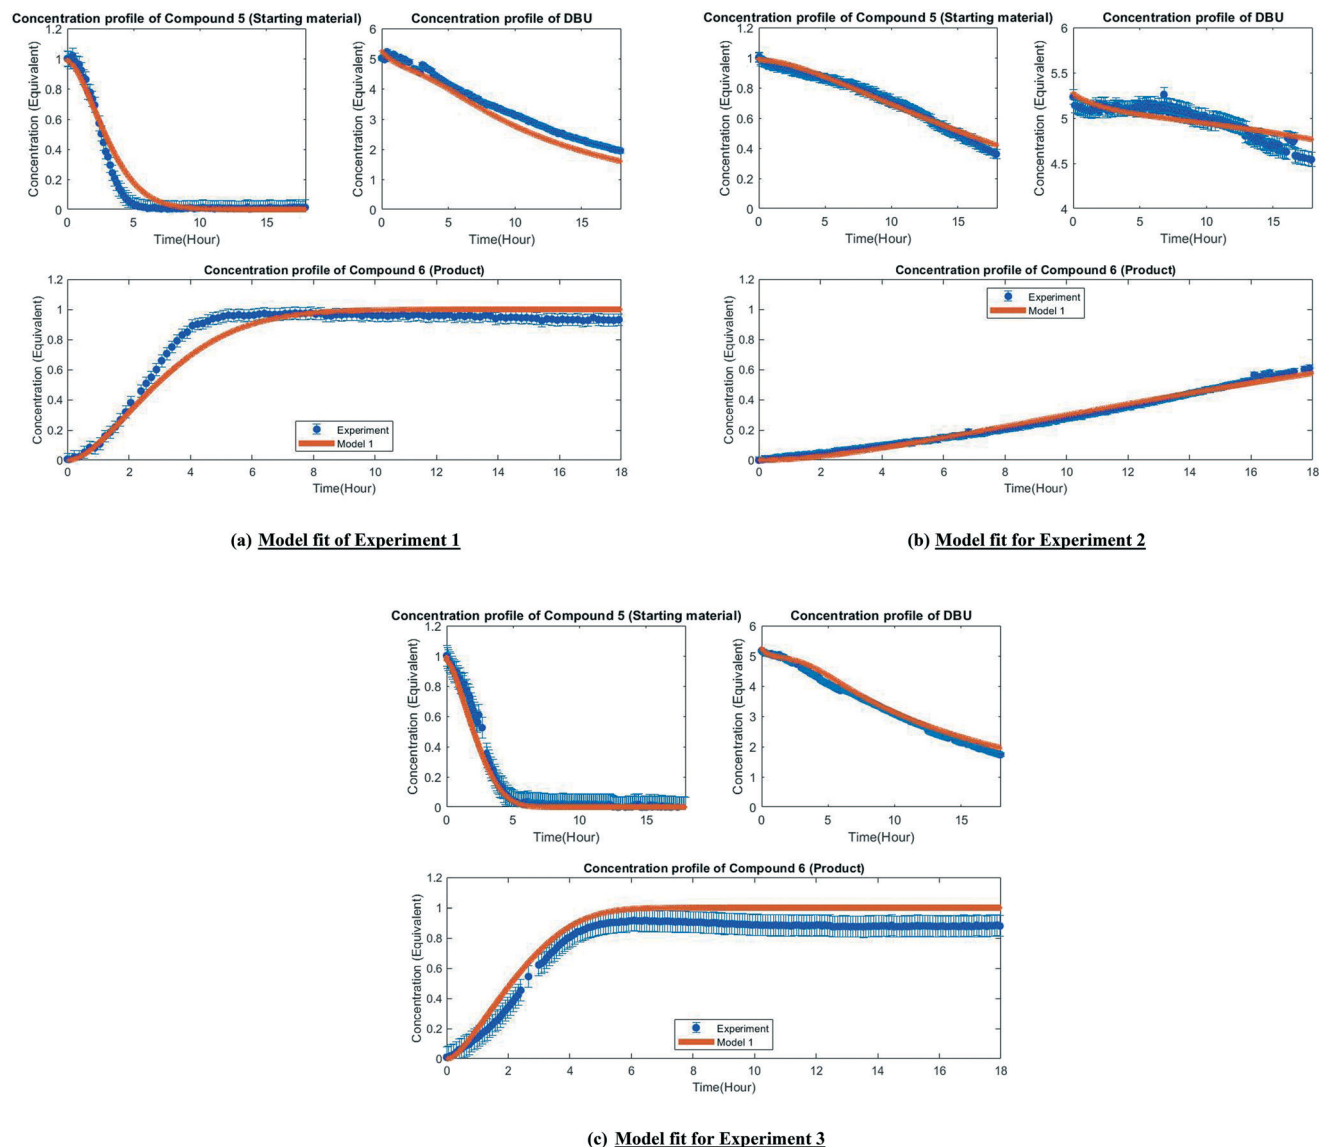 Concentration profile of Compound 5 (Starting material)
Concentration (Equivalent)
1.2
1
0.8
0.6
0.4
0.2
0
0 5 10 15
Time(Hour)
Concentration profile of DBU
Concentration (Equivalent)
6
5
4
3
2
1
0
0 5 10 15
Time(Hour)
Concentration profile of Compound 6 (Product)
Concentration (Equivalent)
1.2
1
0.8
0.6
0.4
0.2
0
Experiment
Model 1
0 2 4 6 8 10 12 14 16 18
Time(Hour)
(a) Model fit of Experiment 1
Concentration profile of Compound 5 (Starting material)
Concentration (Equivalent)
1.2
1
0.8
0.6
0.4
0.2
0
0 5 10 15
Time(Hour)
Concentration profile of DBU
Concentration (Equivalent)
6
5.5
5
4.5
4
0 5 10 15
Time(Hour)
Concentration profile of Compound 6 (Product)
Concentration (Equivalent)
1.2
1
0.8
0.6
0.4
0.2
0
Experiment
Model 1
0 2 4 6 8 10 12 14 16 18
Time(Hour)
(b) Model fit for Experiment 2
Concentration profile of Compound 5 (Starting material)
Concentration (Equivalent)
1.2
1
0.8
0.6
0.4
0.2
0
0 5 10 15
Time(Hour)
Concentration profile of DBU
Concentration (Equivalent)
6
5
4
3
2
1
0
0 5 10 15
Time(Hour)
Concentration profile of Compound 6 (Product)
Concentration (Equivalent)
1.2
1
0.8
0.6
0.4
0.2
0
Experiment
Model 1
0 2 4 6 8 10 12 14 16 18
Time(Hour)
(c) Model fit for Experiment 3